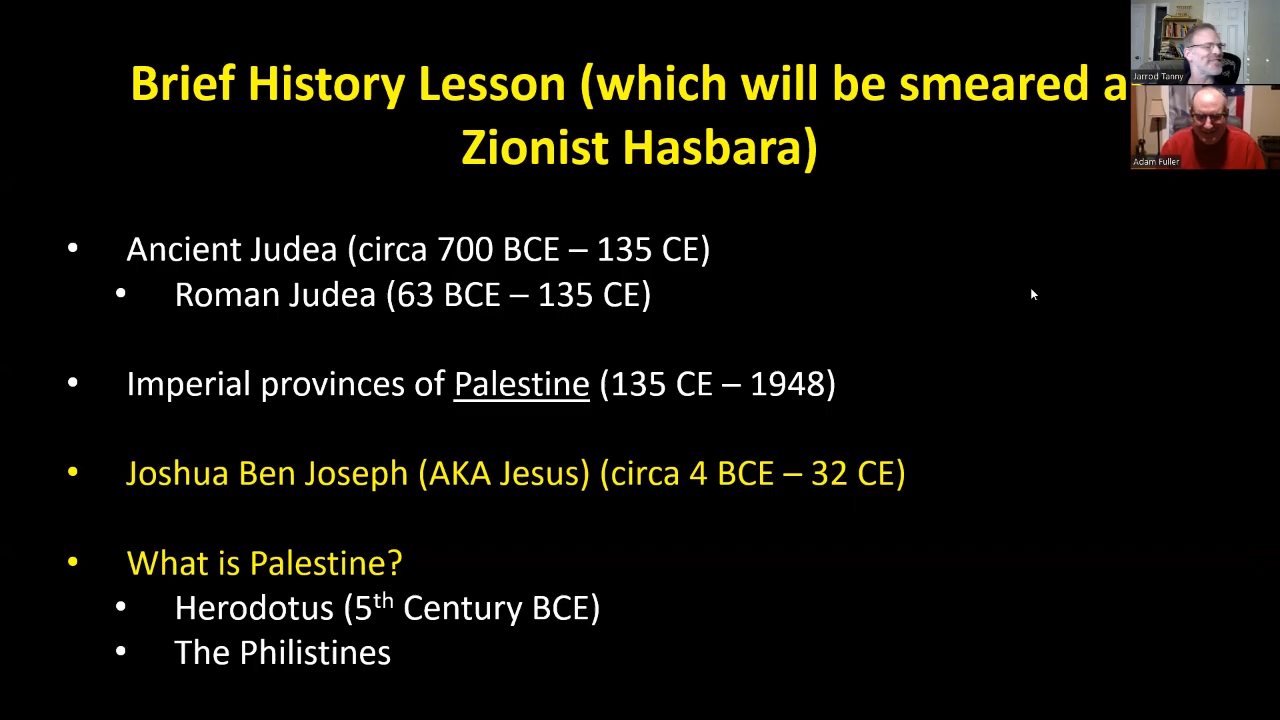 Brief History Lesson (which will be smeared a
Zionist Hasbara)
Jarrod Tanny
Adam Fuller
• Ancient Judea (circa 700 BCE – 135 CE)
• Roman Judea (63 BCE – 135 CE)
• Imperial provinces of Palestine (135 CE – 1948)
• Joshua Ben Joseph (AKA Jesus) (circa 4 BCE – 32 CE)
• What is Palestine?
• Herodotus (5th Century BCE)
• The Philistines